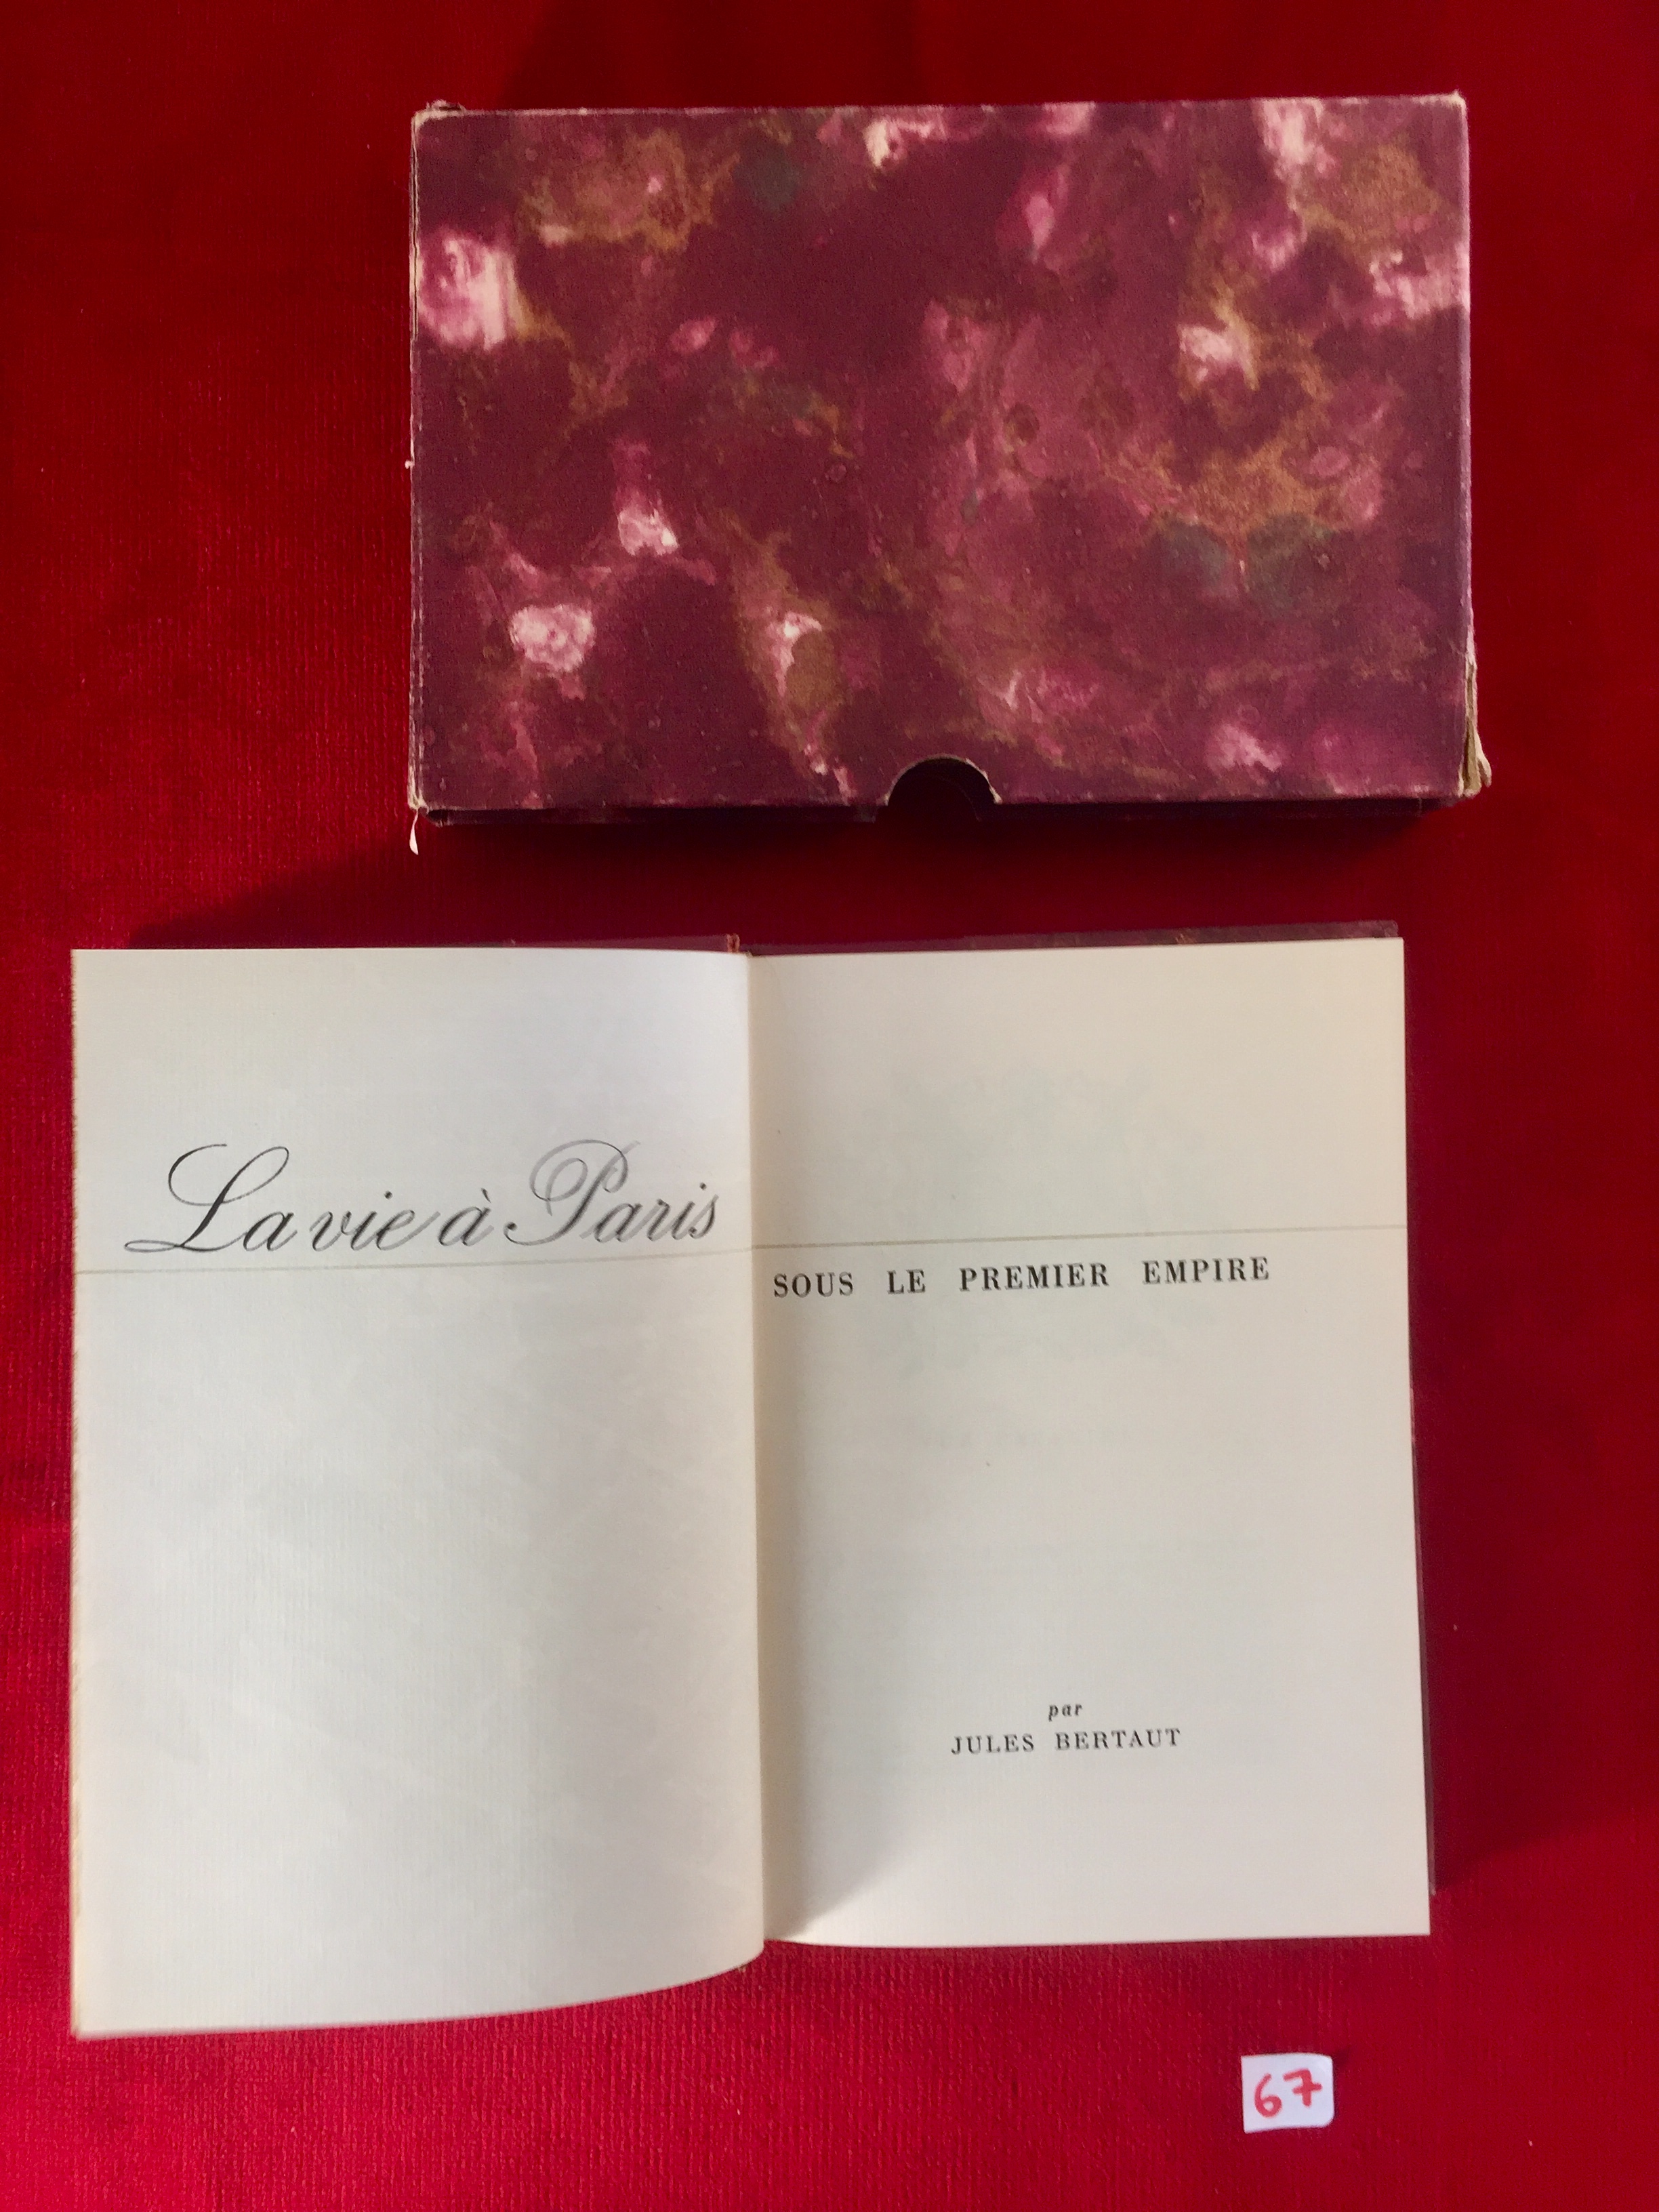 La vie à Paris
SOUS LE PREMIER EMPIRE
par
JULES BERTAUT
67